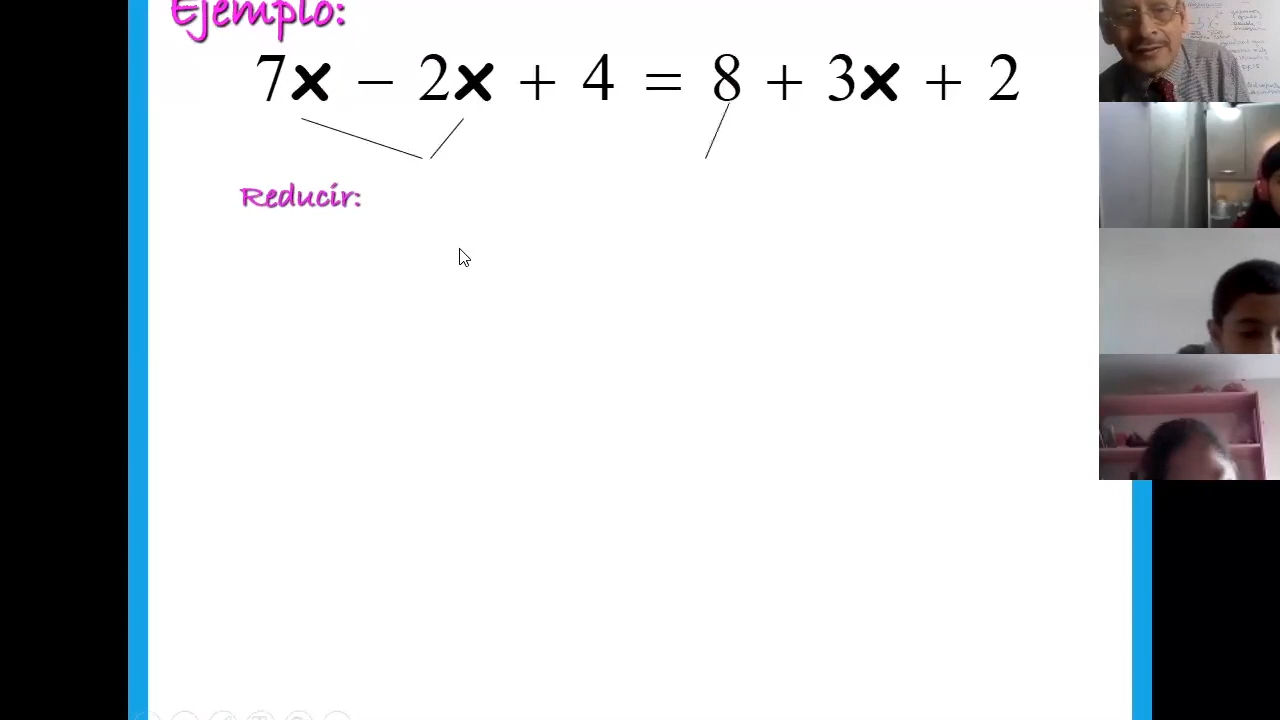 Ejemplo:
7x − 2x + 4 = 8 + 3x + 2
Reducir: